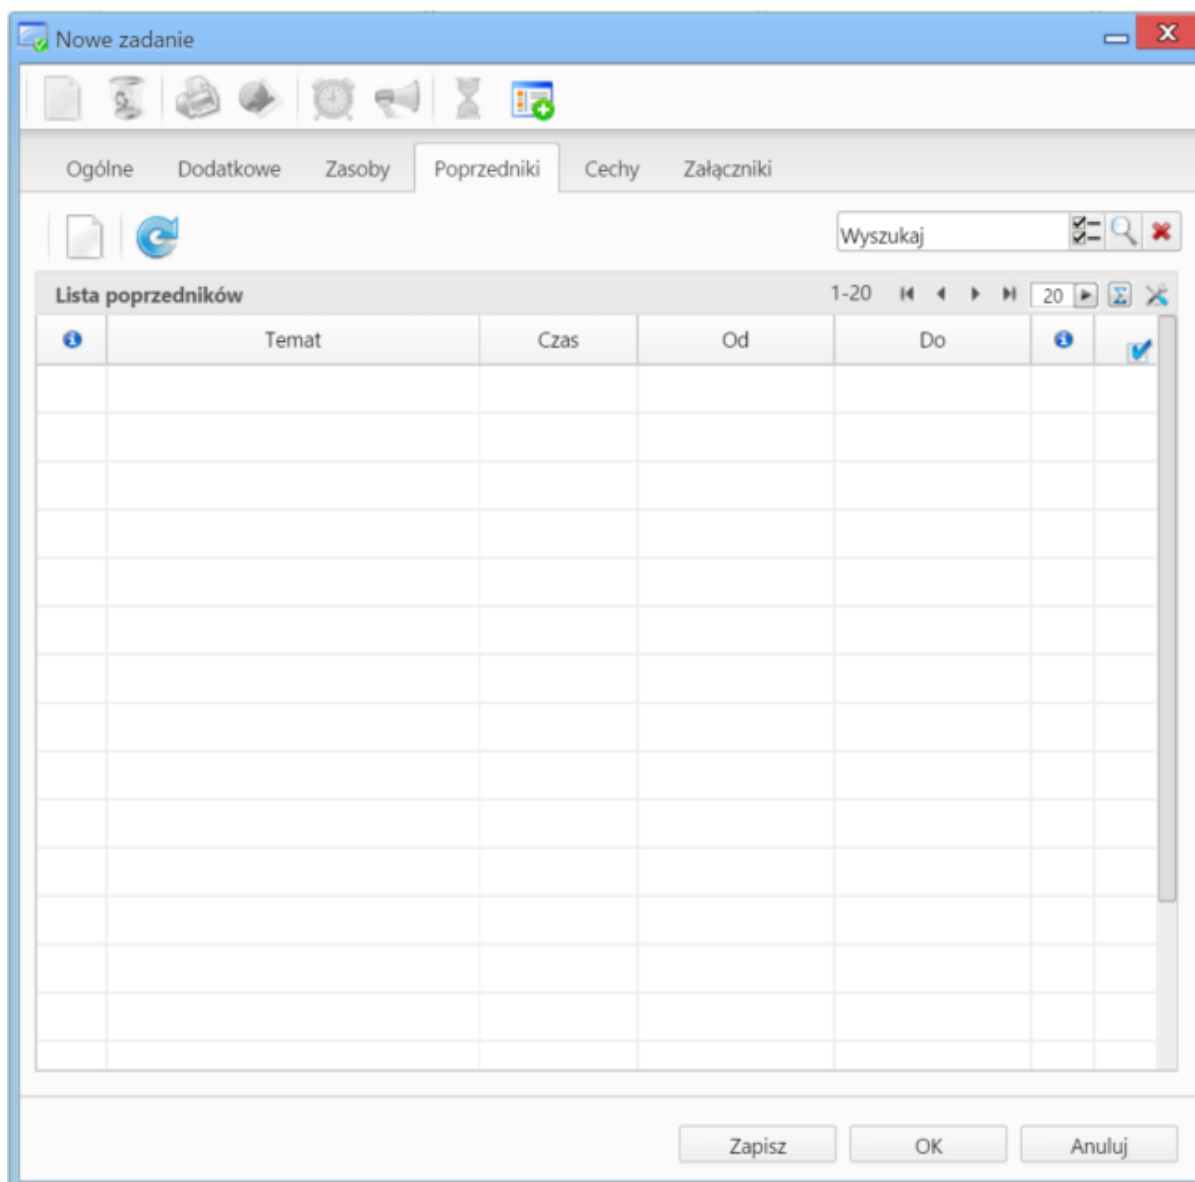 Nowe zadanie
Ogólne Dodatkowe Zasoby Poprzedniki Cechy Załączniki
Wyszukaj
Lista poprzedników 1-20 20 Σ
Temat Czas Od Do
Zapisz OK Anuluj